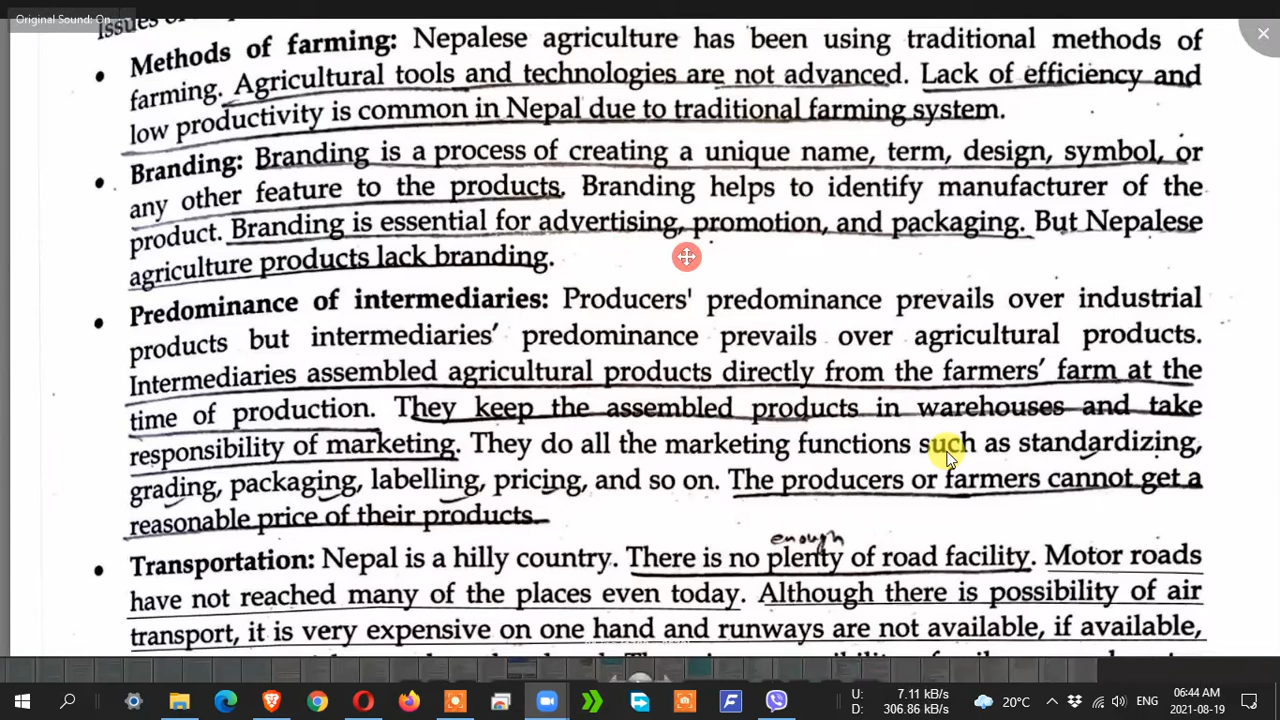 Original Sound: On
Issues of
• Methods of farming: Nepalese agriculture has been using traditional methods of
farming. Agricultural tools and technologies are not advanced. Lack of efficiency and
low productivity is common in Nepal due to traditional farming system.
• Branding: Branding is a process of creating a unique name, term, design, symbol, or
any other feature to the products. Branding helps to identify manufacturer of the
product. Branding is essential for advertising, promotion, and packaging. But Nepalese
agriculture products lack branding.
• Predominance of intermediaries: Producers' predominance prevails over industrial
products but intermediaries' predominance prevails over agricultural products.
Intermediaries assembled agricultural products directly from the farmers' farm at the
time of production. They keep the assembled products in warehouses and take
responsibility of marketing. They do all the marketing functions such as standardizing,
grading, packaging, labelling, pricing, and so on. The producers or farmers cannot get a
reasonable price of their products.
enough
• Transportation: Nepal is a hilly country. There is no plenty of road facility. Motor roads
have not reached many of the places even today. Although there is possibility of air
transport, it is very expensive on one hand and runways are not available, if available,
U: 7.11 kB/s
D: 306.86 kB/s
20°C
ENG
06:44 AM
2021-08-19